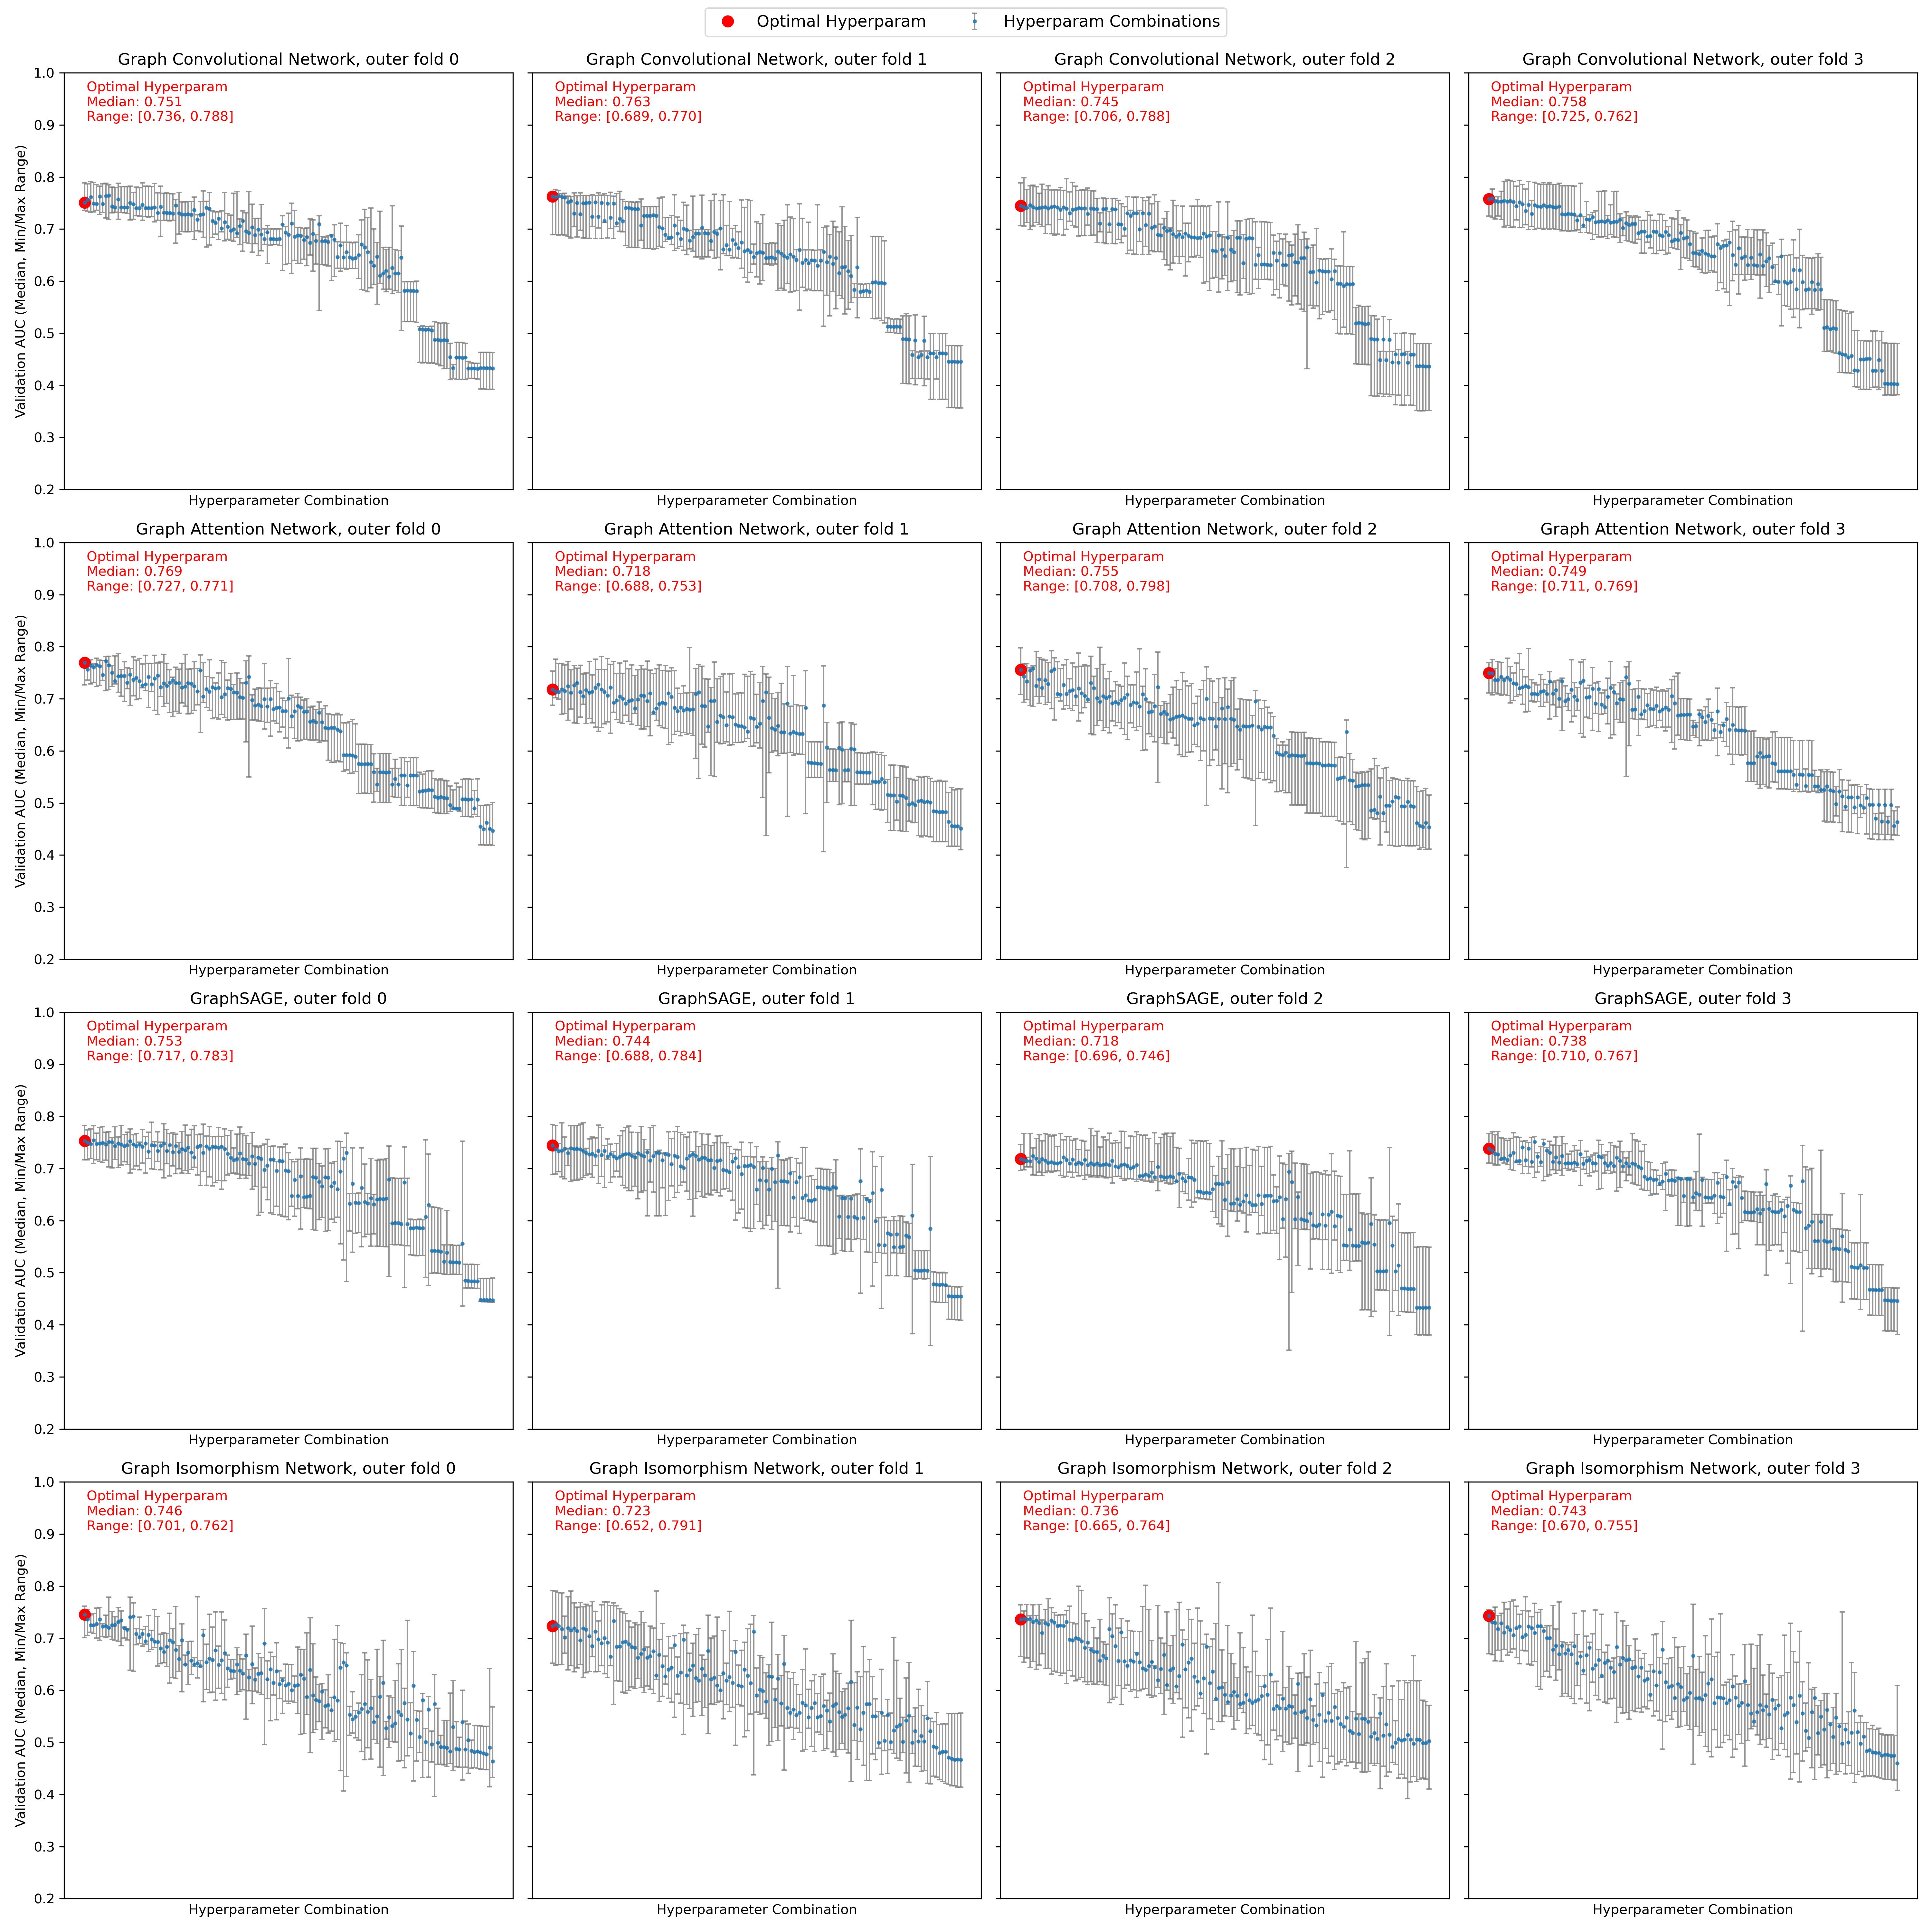 Optimal Hyperparam
Hyperparam Combinations
Graph Convolutional Network, outer fold 0
Graph Convolutional Network, outer fold 1
Graph Convolutional Network, outer fold 2
Graph Convolutional Network, outer fold 3
Validation AUC (Median, Min/Max Range)
1.0
0.9
0.8
0.7
0.6
0.5
0.4
0.3
0.2
Optimal Hyperparam
Median: 0.751
Range: [0.736, 0.788]
Optimal Hyperparam
Median: 0.763
Range: [0.689, 0.770]
Optimal Hyperparam
Median: 0.745
Range: [0.706, 0.788]
Optimal Hyperparam
Median: 0.758
Range: [0.725, 0.762]
Hyperparameter Combination
Hyperparameter Combination
Hyperparameter Combination
Hyperparameter Combination
Graph Attention Network, outer fold 0
Graph Attention Network, outer fold 1
Graph Attention Network, outer fold 2
Graph Attention Network, outer fold 3
Validation AUC (Median, Min/Max Range)
1.0
0.9
0.8
0.7
0.6
0.5
0.4
0.3
0.2
Optimal Hyperparam
Median: 0.769
Range: [0.727, 0.771]
Optimal Hyperparam
Median: 0.718
Range: [0.688, 0.753]
Optimal Hyperparam
Median: 0.755
Range: [0.708, 0.798]
Optimal Hyperparam
Median: 0.749
Range: [0.711, 0.769]
Hyperparameter Combination
Hyperparameter Combination
Hyperparameter Combination
Hyperparameter Combination
GraphSAGE, outer fold 0
GraphSAGE, outer fold 1
GraphSAGE, outer fold 2
GraphSAGE, outer fold 3
Validation AUC (Median, Min/Max Range)
1.0
0.9
0.8
0.7
0.6
0.5
0.4
0.3
0.2
Optimal Hyperparam
Median: 0.753
Range: [0.717, 0.783]
Optimal Hyperparam
Median: 0.744
Range: [0.688, 0.784]
Optimal Hyperparam
Median: 0.718
Range: [0.696, 0.746]
Optimal Hyperparam
Median: 0.738
Range: [0.710, 0.767]
Hyperparameter Combination
Hyperparameter Combination
Hyperparameter Combination
Hyperparameter Combination
Graph Isomorphism Network, outer fold 0
Graph Isomorphism Network, outer fold 1
Graph Isomorphism Network, outer fold 2
Graph Isomorphism Network, outer fold 3
Validation AUC (Median, Min/Max Range)
1.0
0.9
0.8
0.7
0.6
0.5
0.4
0.3
0.2
Optimal Hyperparam
Median: 0.746
Range: [0.701, 0.762]
Optimal Hyperparam
Median: 0.723
Range: [0.652, 0.791]
Optimal Hyperparam
Median: 0.736
Range: [0.665, 0.764]
Optimal Hyperparam
Median: 0.743
Range: [0.670, 0.755]
Hyperparameter Combination
Hyperparameter Combination
Hyperparameter Combination
Hyperparameter Combination